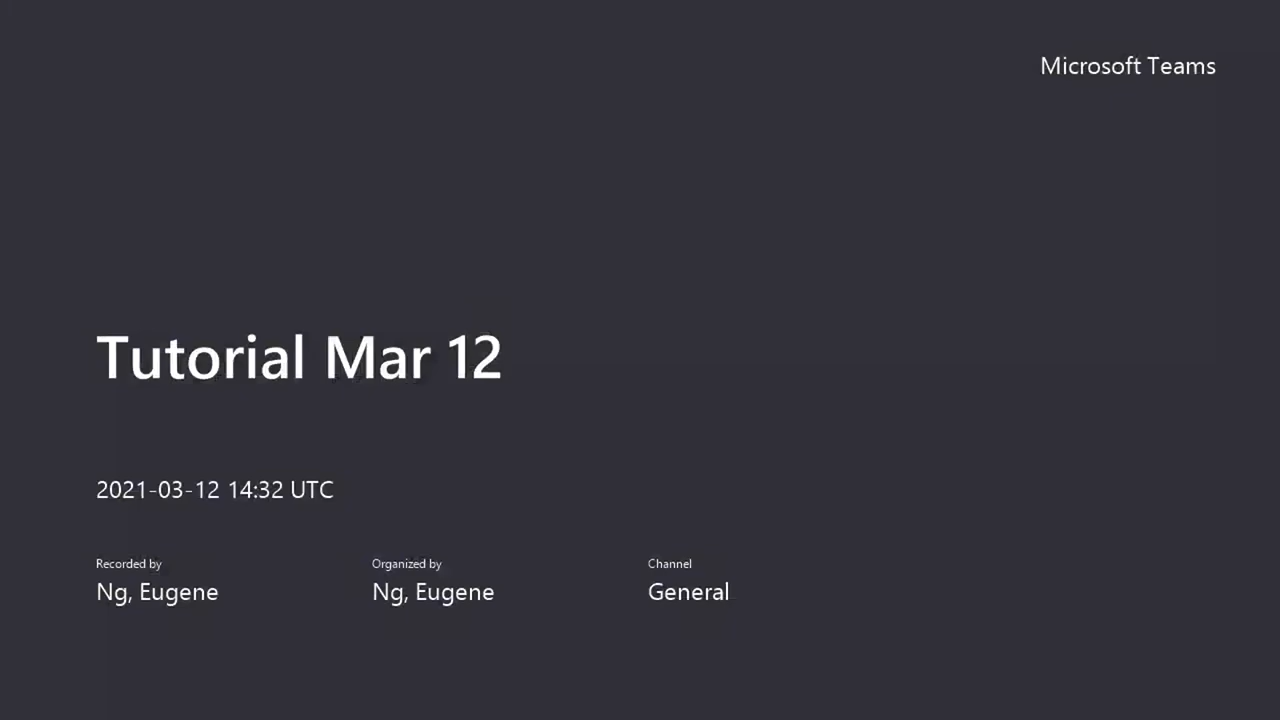 Microsoft Teams
Tutorial Mar 12
2021-03-12 14:32 UTC
Recorded by
Ng, Eugene
Organized by
Ng, Eugene
Channel
General